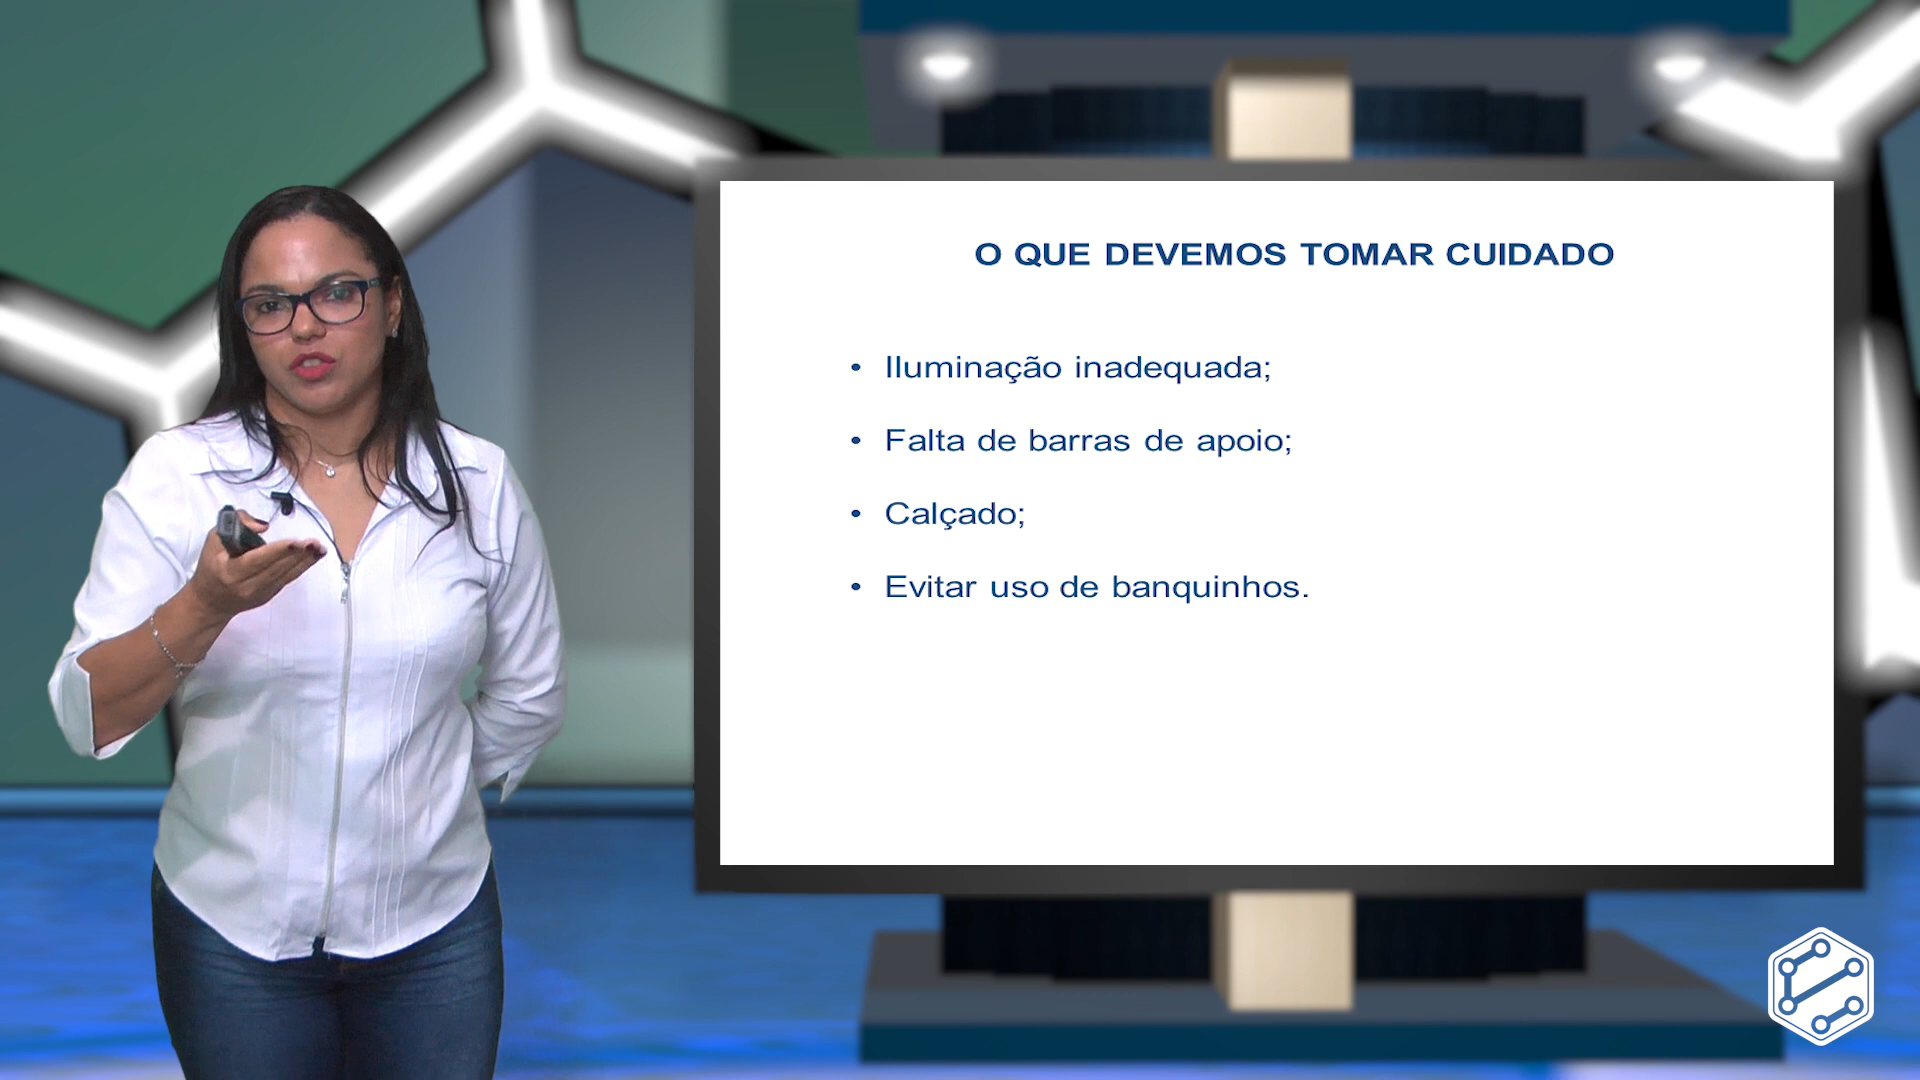 O QUE DEVEMOS TOMAR CUIDADO
• Iluminação inadequada;
• Falta de barras de apoio;
• Calçado;
• Evitar uso de banquinhos.